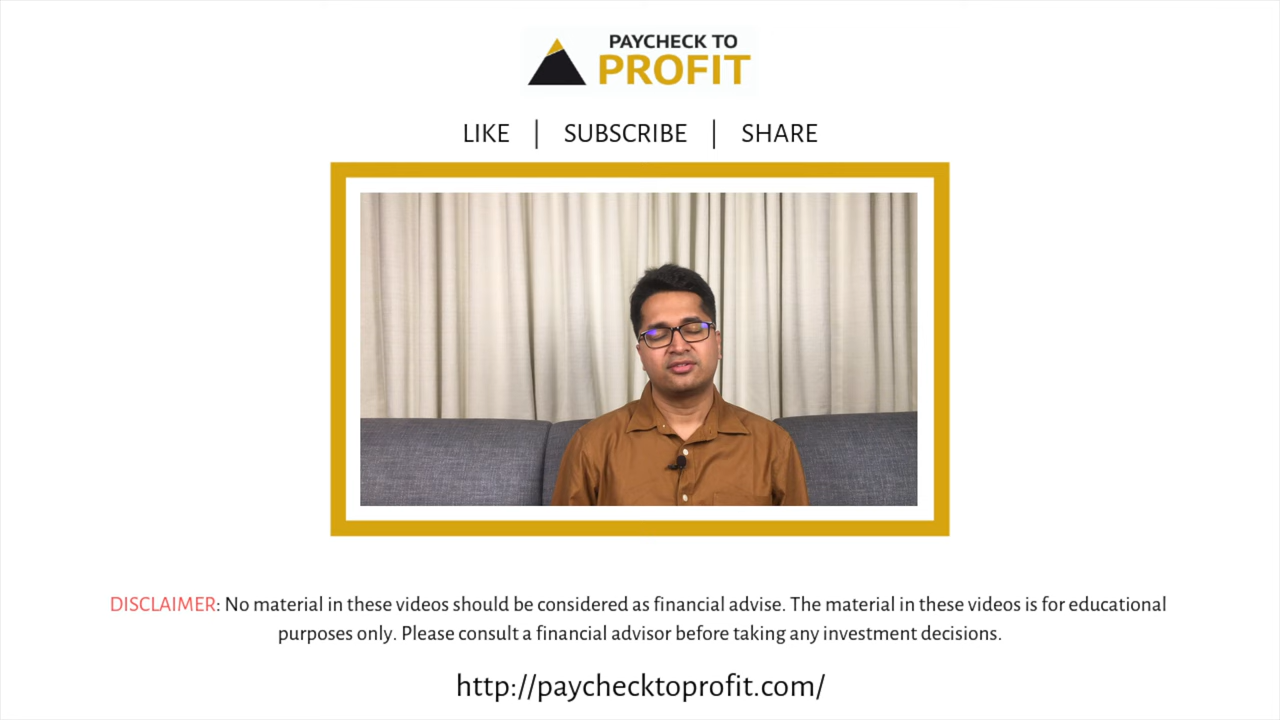 PAYCHECK TO
PROFIT
LIKE | SUBSCRIBE | SHARE
DISCLAIMER: No material in these videos should be considered as financial advise. The material in these videos is for educational
purposes only. Please consult a financial advisor before taking any investment decisions.
http://paychecktoprofit.com/